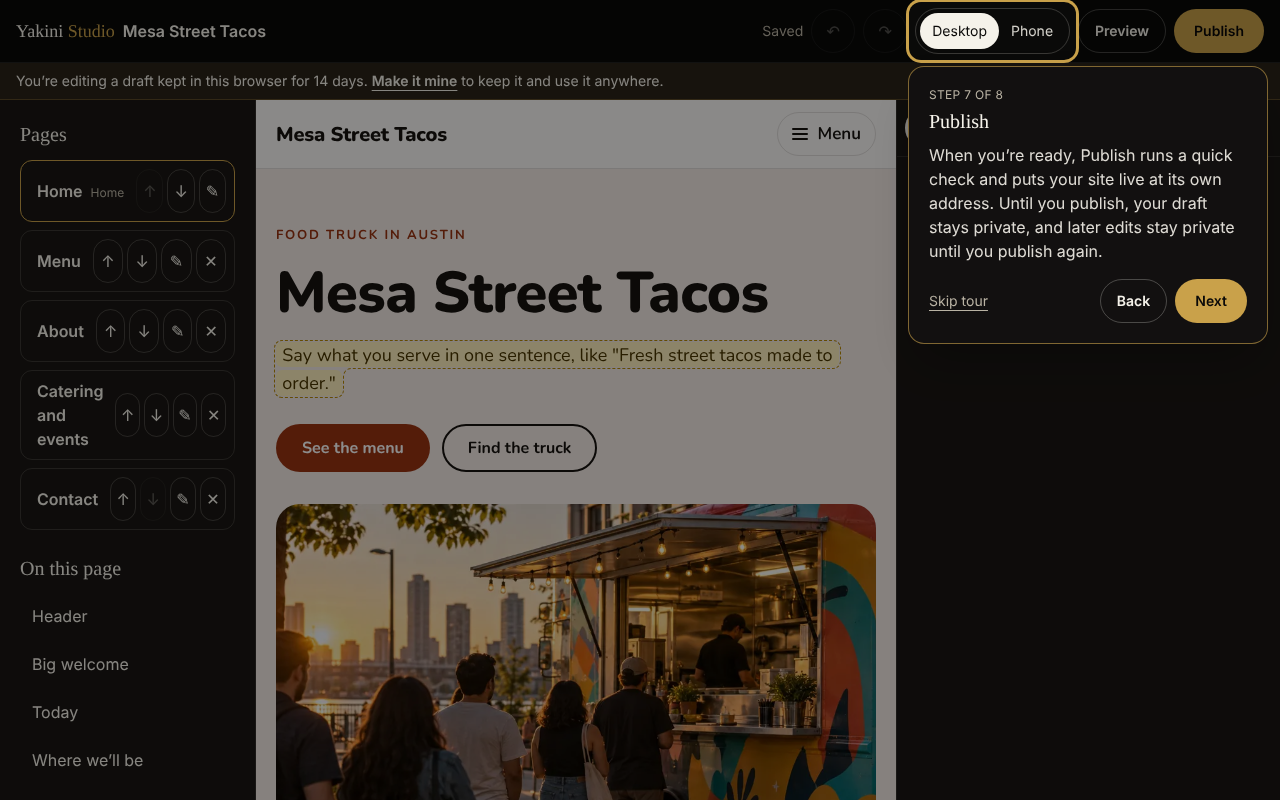 Yakini Studio Mesa Street Tacos
Saved ↶ ↷ Desktop Phone Preview Publish
You’re editing a draft kept in this browser for 14 days. Make it mine to keep it and use it anywhere.
Pages
Home Home ↑ ↓ ✎
Menu ↑ ↓ ✎ ✕
About ↑ ↓ ✎ ✕
Catering
and
events
↑ ↓ ✎ ✕
Contact ↑ ↓ ✎ ✕
On this page
Header
Big welcome
Today
Where we’ll be
Mesa Street Tacos
Menu
FOOD TRUCK IN AUSTIN
Mesa Street Tacos
Say what you serve in one sentence, like "Fresh street tacos made to
order."
See the menu Find the truck
STEP 7 OF 8
Publish
When you’re ready, Publish runs a quick
check and puts your site live at its own
address. Until you publish, your draft
stays private, and later edits stay private
until you publish again.
Skip tour Back Next